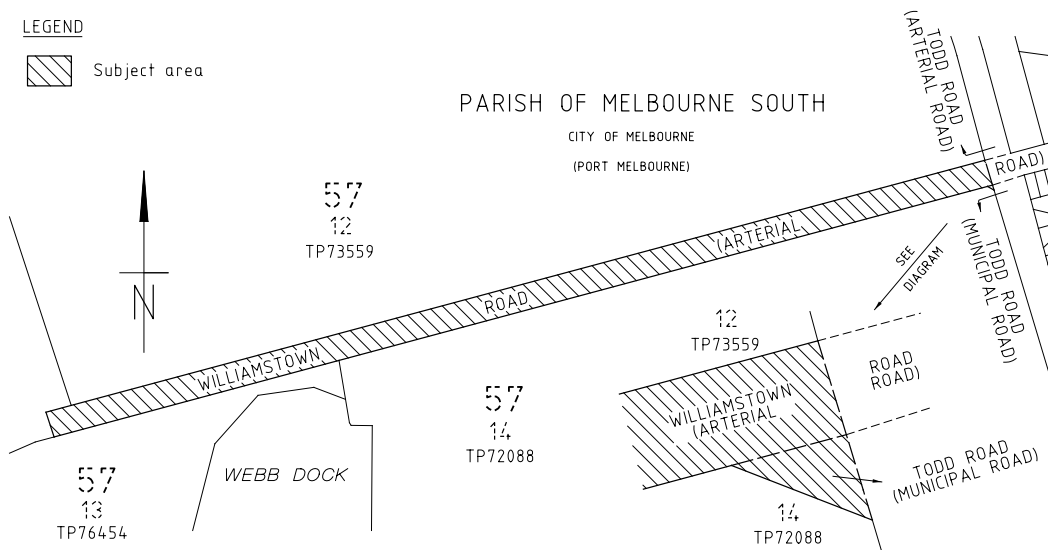 LEGEND
Subject area
PARISH OF MELBOURNE SOUTH
CITY OF MELBOURNE
(PORT MELBOURNE)
TODD ROAD
(ARTERIAL ROAD)
57
12
TP73559
N
WILLIAMSTOWN
ROAD
(ARTERIAL
ROAD)
SEE
DIAGRAM
TODD ROAD
(MUNICIPAL ROAD)
57
13
TP76454
WEBB DOCK
57
14
TP72088
12
TP73559
WILLIAMSTOWN
(ARTERIAL
ROAD
ROAD)
TODD ROAD
(MUNICIPAL ROAD)
14
TP72088